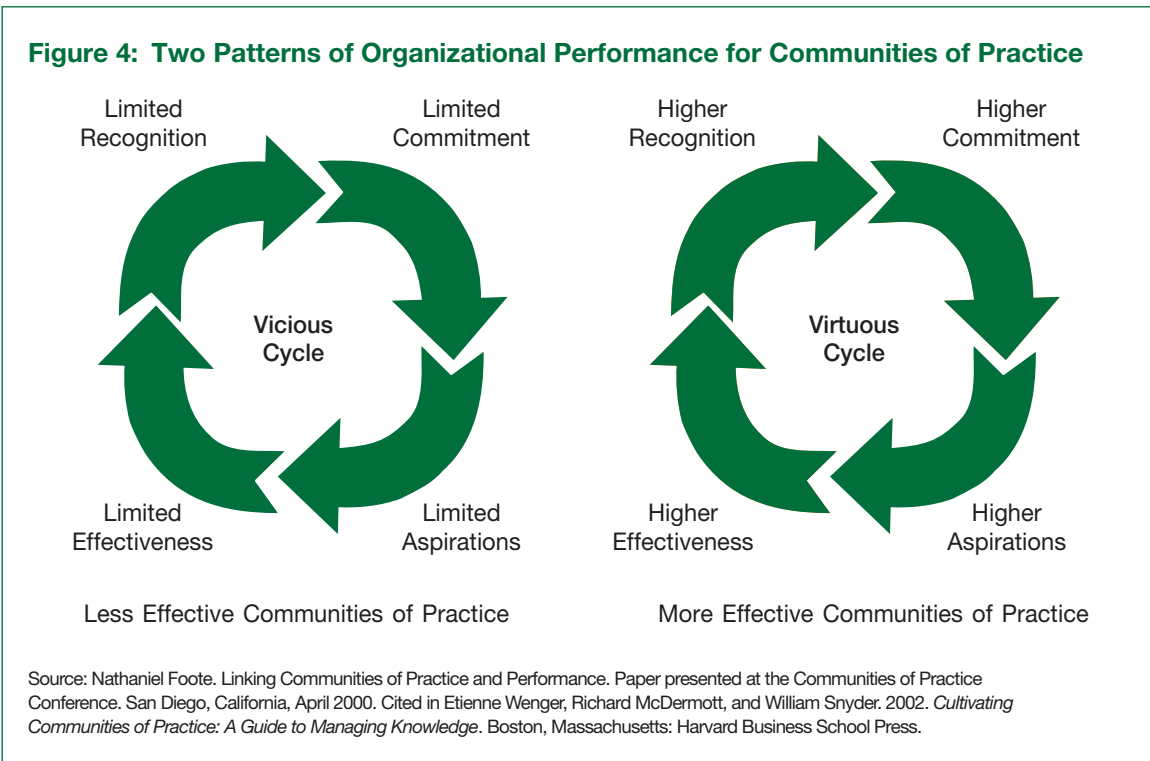 Figure 4: Two Patterns of Organizational Performance for Communities of Practice
Limited
Recognition
Limited
Commitment
Vicious
Cycle
Limited
Effectiveness
Limited
Aspirations
Less Effective Communities of Practice
Higher
Recognition
Higher
Commitment
Virtuous
Cycle
Higher
Effectiveness
Higher
Aspirations
More Effective Communities of Practice
Source: Nathaniel Foote. Linking Communities of Practice and Performance. Paper presented at the Communities of Practice
Conference. San Diego, California, April 2000. Cited in Etienne Wenger, Richard McDermott, and William Snyder. 2002. Cultivating
Communities of Practice: A Guide to Managing Knowledge. Boston, Massachusetts: Harvard Business School Press.